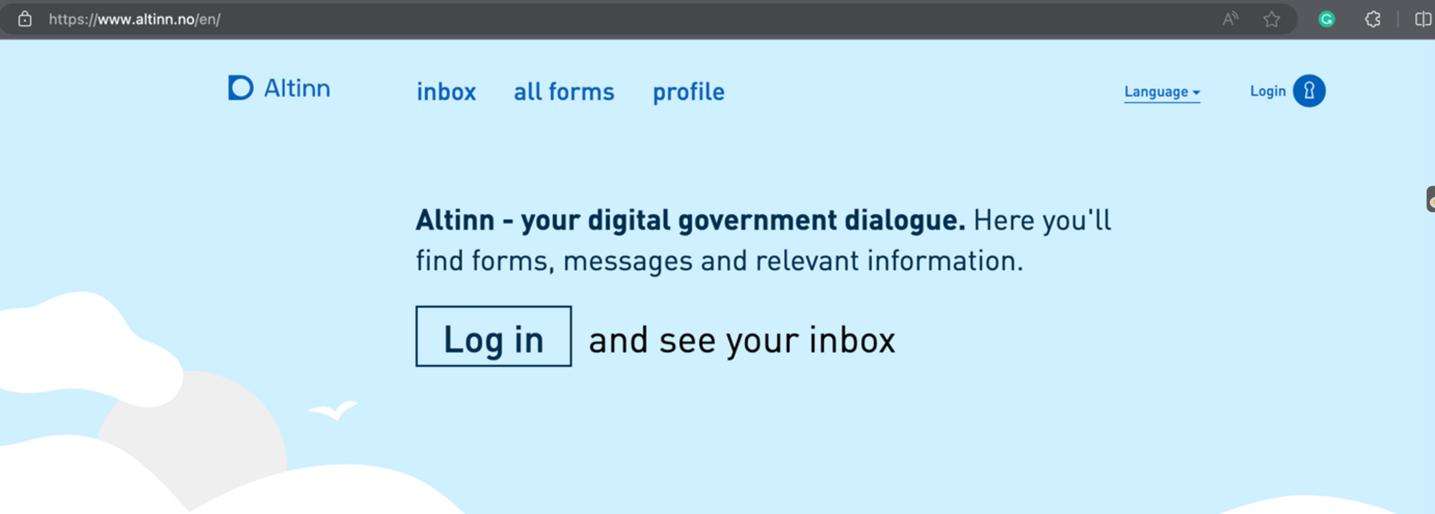 https://www.altinn.no/en/
Altinn
inbox all forms profile
Language
Login
Altinn - your digital government dialogue. Here you'll
find forms, messages and relevant information.
Log in and see your inbox